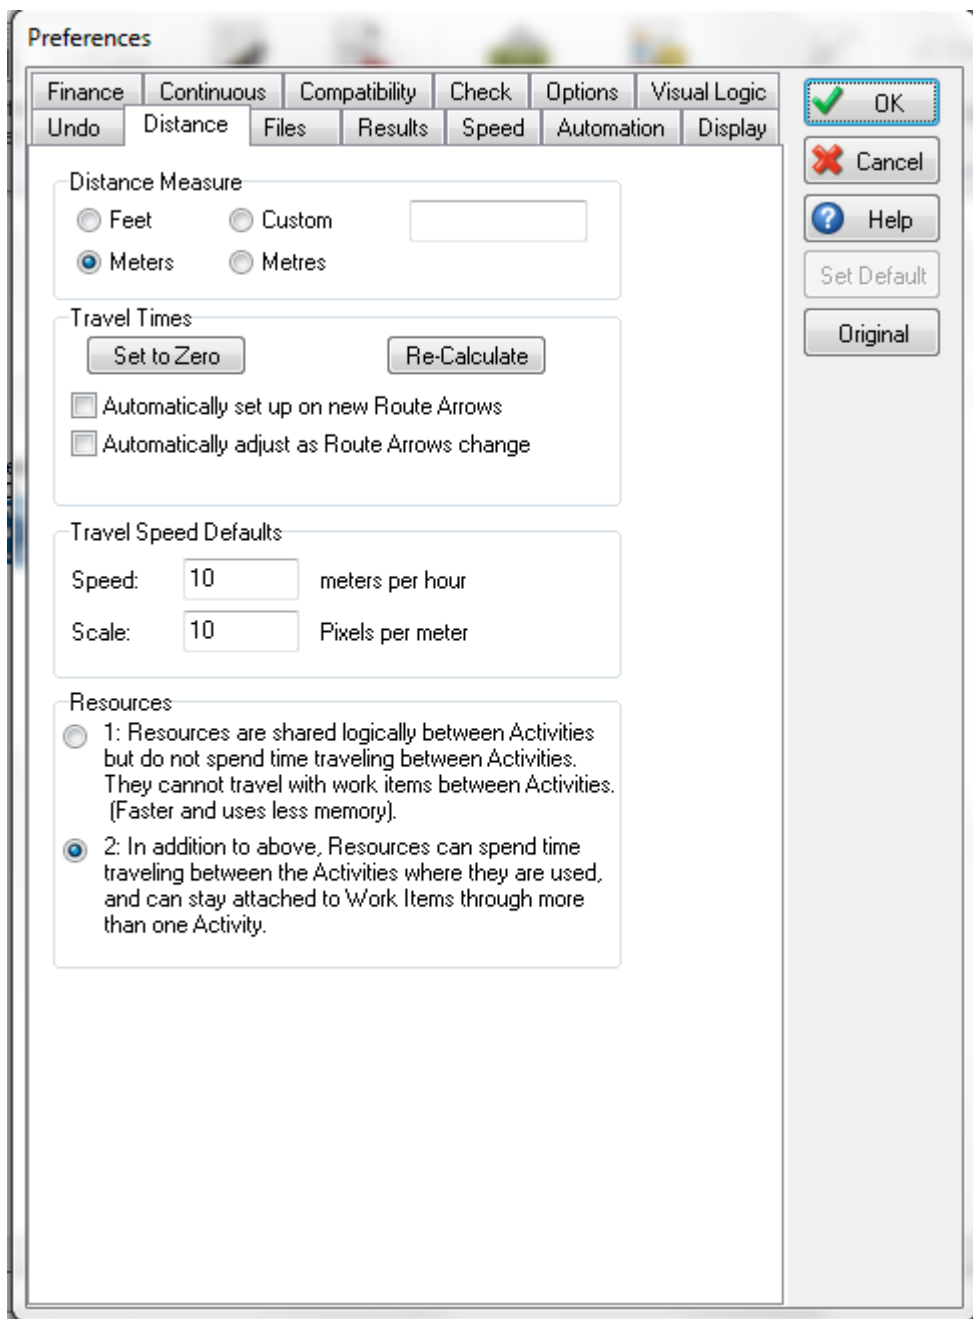 Preferences
Finance Continuous Compatibility Check Options Visual Logic
Undo Distance Files Results Speed Automation Display
OK
Cancel
Help
Set Default
Original
Distance Measure
Feet Custom
Meters Metres
Travel Times
Set to Zero Re-Calculate
Automatically set up on new Route Arrows
Automatically adjust as Route Arrows change
Travel Speed Defaults
Speed: 10 meters per hour
Scale: 10 Pixels per meter
Resources
1: Resources are shared logically between Activities
but do not spend time traveling between Activities.
They cannot travel with work items between Activities.
(Faster and uses less memory).
2: In addition to above, Resources can spend time
traveling between the Activities where they are used,
and can stay attached to Work Items through more
than one Activity.